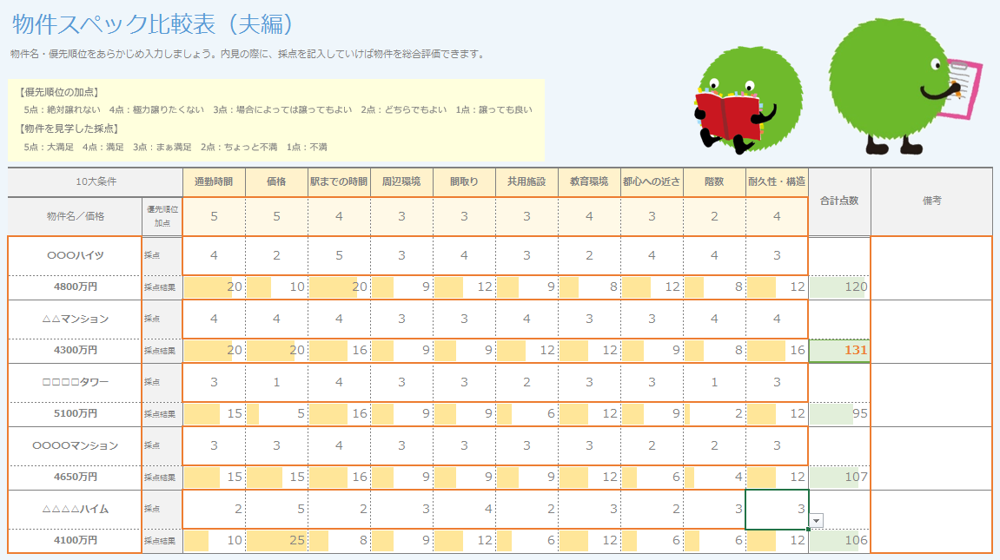 物件スペック比較表（夫編）
物件名・優先順位をあらかじめ入力しましょう。内見の際に、採点を記入していけば物件を総合評価できます。
【優先順位の加点】
5点：絶対譲れない　4点：極力譲りたくない　3点：場合によっては譲ってもよい　2点：どちらでもよい　1点：譲っても良い
【物件を見学した採点】
5点：大満足　4点：満足　3点：まぁ満足　2点：ちょっと不満　1点：不満
10大条件 通勤時間 価格 駅までの時間 周辺環境 間取り 共用施設 教育環境 都心への近さ 階数 耐久性・構造 合計点数 備考
物件名／価格 優先順位加点 5 5 4 3 3 3 4 3 2 4
○○○ハイツ 採点 4 2 5 3 4 3 2 4 4 3
4800万円 採点結果 20 10 20 9 12 9 8 12 8 12 120
△△マンション 採点 4 4 4 3 3 4 3 3 4 4
4300万円 採点結果 20 20 16 9 9 12 12 9 8 16 131
□□□□タワー 採点 3 1 4 3 3 2 3 3 1 3
5100万円 採点結果 15 5 16 9 9 6 12 9 2 12 95
○○○○マンション 採点 3 3 4 3 3 3 3 2 2 3
4650万円 採点結果 15 15 16 9 9 9 12 6 4 12 107
△△△△ハイム 採点 2 5 2 3 4 2 3 2 3 3
4100万円 採点結果 10 25 8 9 12 6 12 6 6 12 106